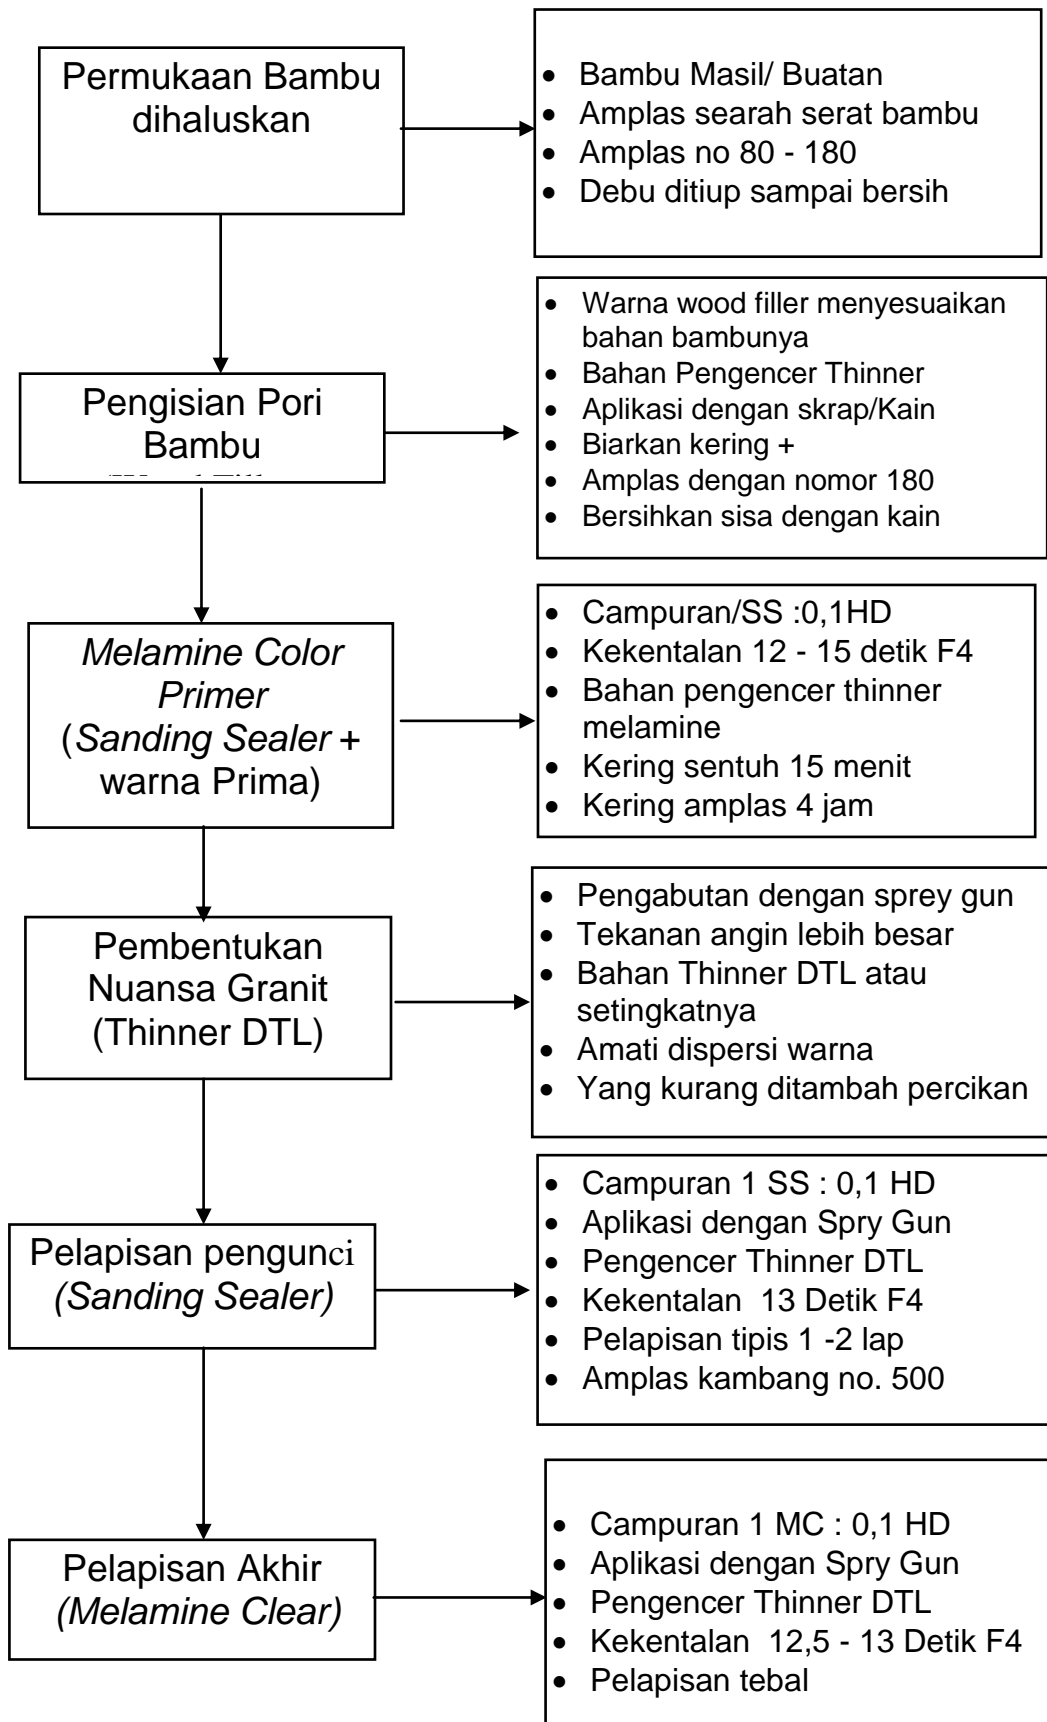 Permukaan Bambu
dihaluskan
• Bambu Masil/ Buatan
• Amplas searah serat bambu
• Amplas no 80 - 180
• Debu ditiup sampai bersih
Pengisian Pori
Bambu
• Warna wood filler menyesuaikan
bahan bambunya
• Bahan Pengencer Thinner
• Aplikasi dengan skrap/Kain
• Biarkan kering +
• Amplas dengan nomor 180
• Bersihkan sisa dengan kain
Melamine Color
Primer
(Sanding Sealer +
warna Prima)
• Campuran/SS :0,1HD
• Kekentalan 12 - 15 detik F4
• Bahan pengencer thinner
melamine
• Kering sentuh 15 menit
• Kering amplas 4 jam
Pembentukan
Nuansa Granit
(Thinner DTL)
• Pengabutan dengan sprey gun
• Tekanan angin lebih besar
• Bahan Thinner DTL atau
setingkatnya
• Amati dispersi warna
• Yang kurang ditambah percikan
Pelapisan pengunci
(Sanding Sealer)
• Campuran 1 SS : 0,1 HD
• Aplikasi dengan Spry Gun
• Pengencer Thinner DTL
• Kekentalan  13 Detik F4
• Pelapisan tipis 1 -2 lap
• Amplas kambang no. 500
Pelapisan Akhir
(Melamine Clear)
• Campuran 1 MC : 0,1 HD
• Aplikasi dengan Spry Gun
• Pengencer Thinner DTL
• Kekentalan  12,5 - 13 Detik F4
• Pelapisan tebal